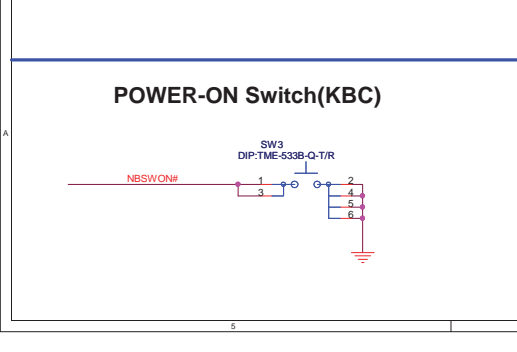 POWER-ON Switch(KBC)
A
SW3
DIP:TME-533B-Q-T/R
NBSWON#
1
2
3
4
5
6
5